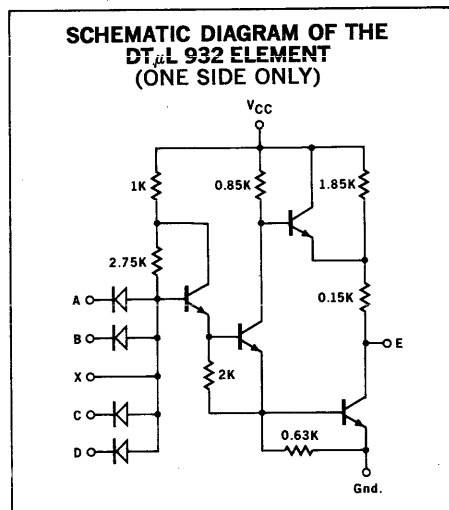 SCHEMATIC DIAGRAM OF THE
DTµL 932 ELEMENT
(ONE SIDE ONLY)
VCC
1K
0.85K
1.85K
2.75K
0.15K
A
B
E
X
2K
C
0.63K
D
Gnd.